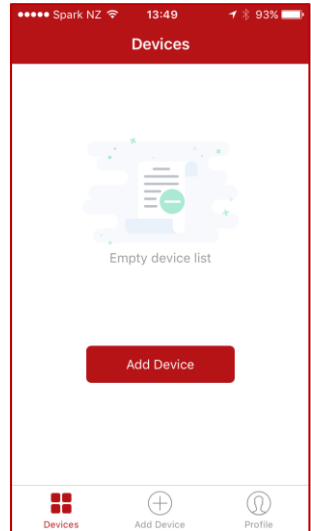 Spark NZ 13:49 93%
Devices
Empty device list
Add Device
Devices Add Device Profile